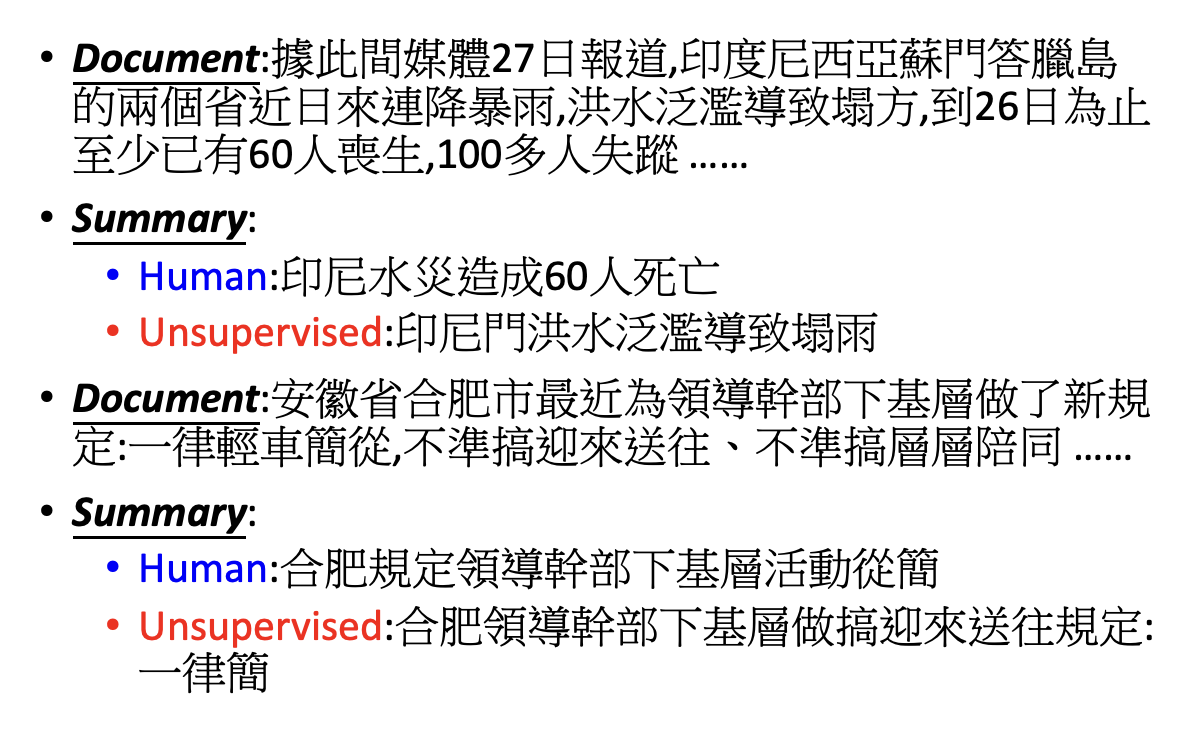 • Document:據此間媒體27日報道,印度尼西亞蘇門答臘島
的兩個省近日來連降暴雨,洪水泛濫導致塌方,到26日為止
至少已有60人喪生,100多人失蹤 ……
• Summary:
• Human:印尼水災造成60人死亡
• Unsupervised:印尼門洪水泛濫導致塌雨
• Document:安徽省合肥市最近為領導幹部下基層做了新規
定:一律輕車簡從,不準搞迎來送往、不準搞層層陪同 ……
• Summary:
• Human:合肥規定領導幹部下基層活動從簡
• Unsupervised:合肥領導幹部下基層做搞迎來送往規定:
一律簡